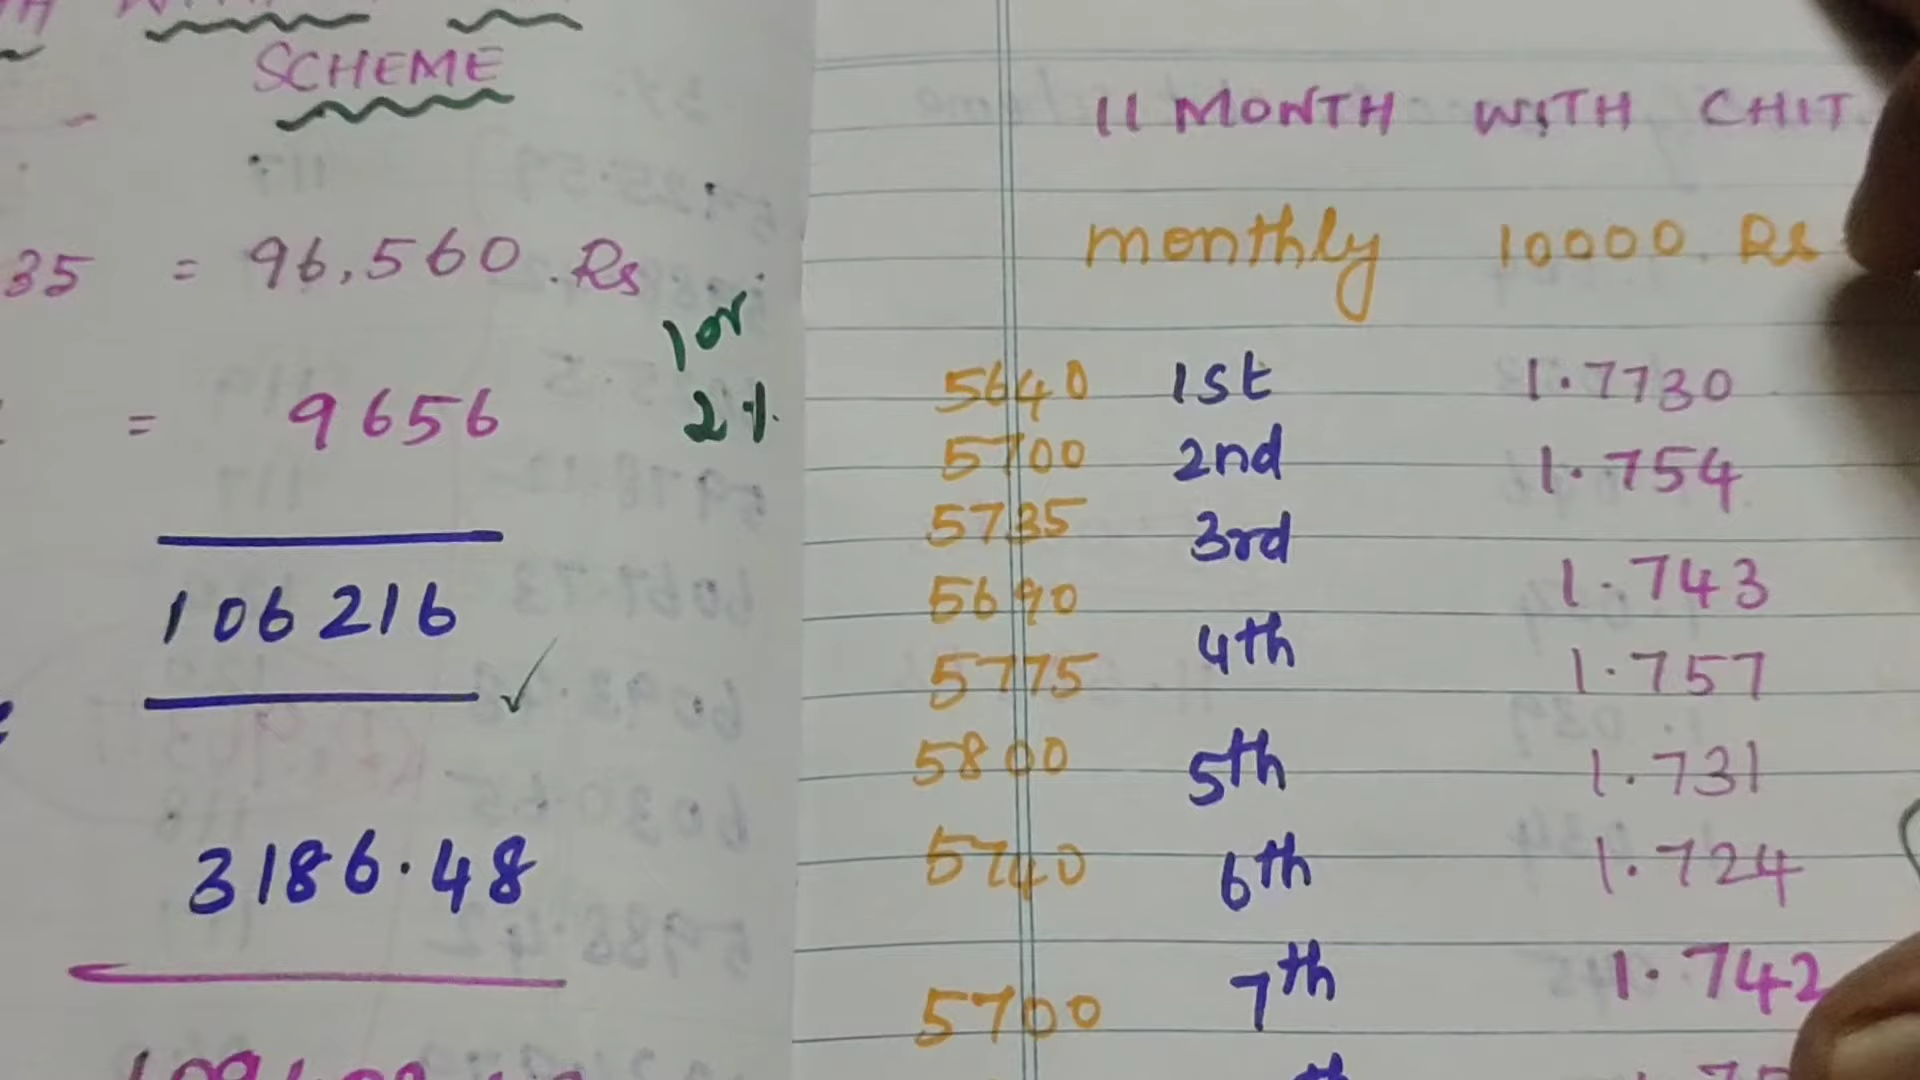 SCHEME
35 = 96,560.Rs
1 or
2%
= 9656
106216
3186.48
11 MONTH WITH CHIT
monthly 10000.Rs
5640 1st 1.7730
5700 2nd 1.754
5735 3rd 1.743
5690 4th 1.757
5775 5th 1.731
5800 6th 1.724
5740 7th 1.742
5700